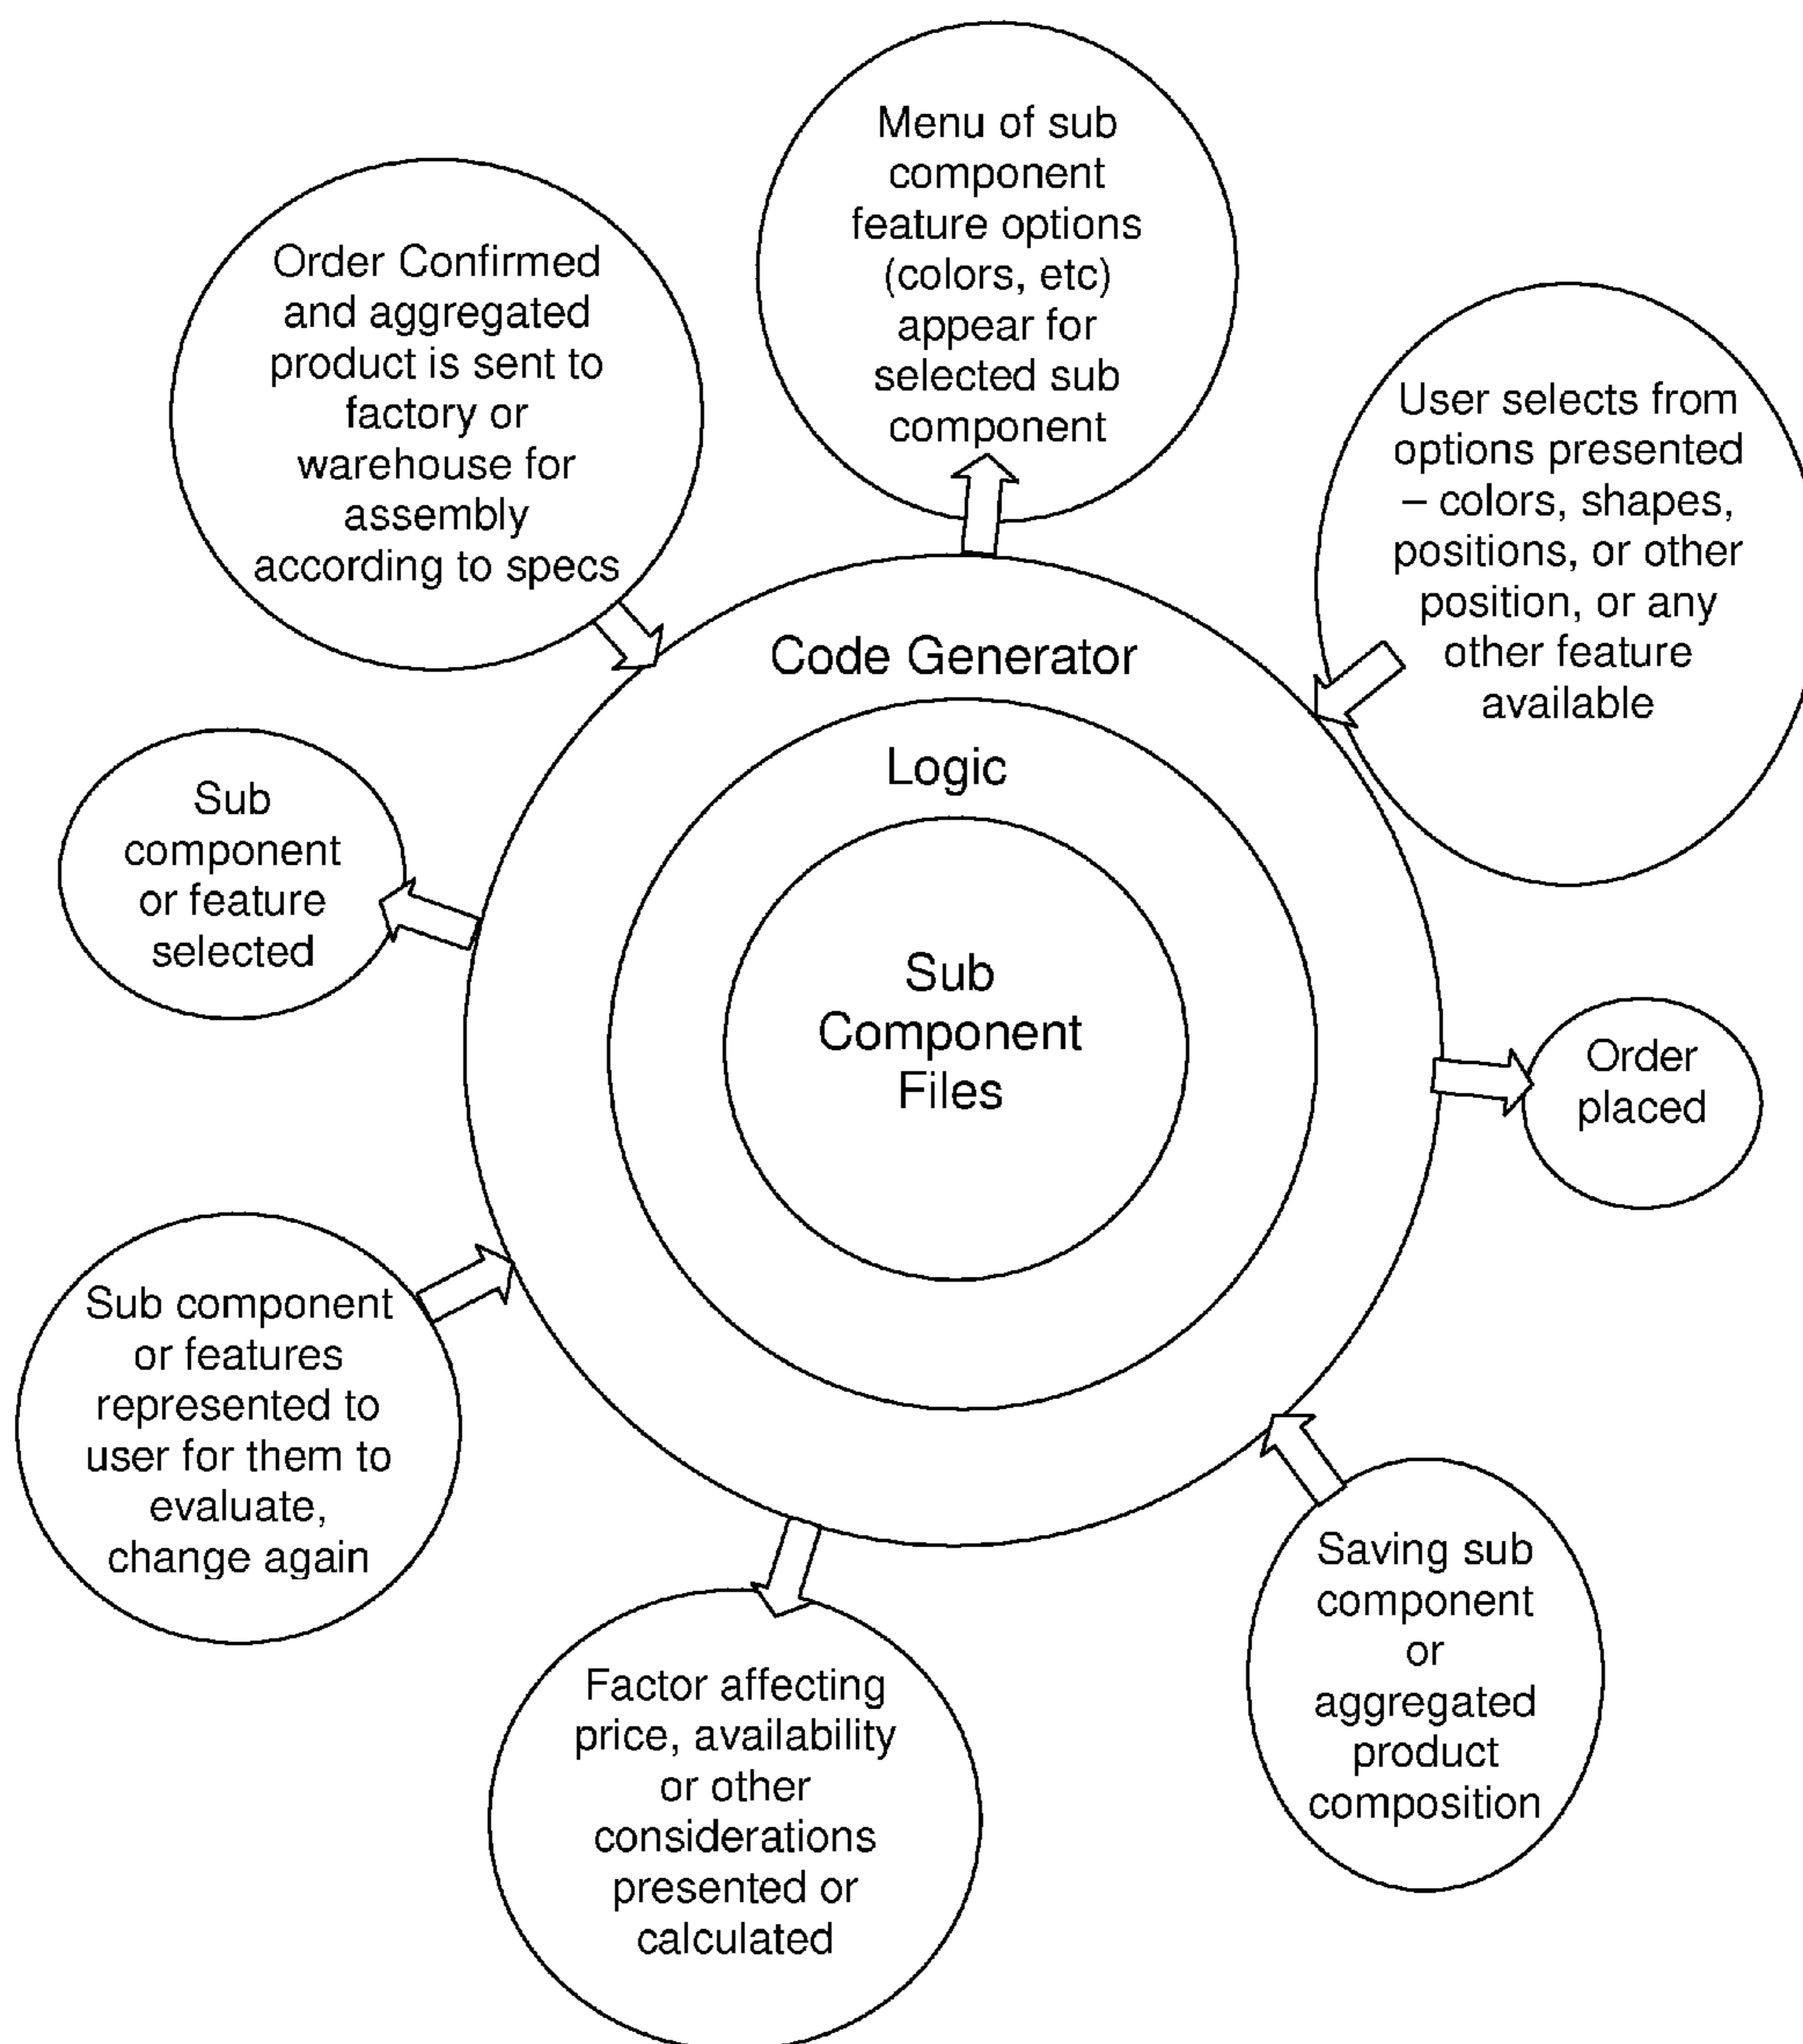 Menu of sub
component
feature options
(colors, etc)
appear for
selected sub
component
Order Confirmed
and aggregated
product is sent to
factory or
warehouse for
assembly
according to specs
User selects from
options presented
– colors, shapes,
positions, or other
position, or any
other feature
available
Code Generator
Logic
Sub
Component
Files
Sub
component
or feature
selected
Order
placed
Sub component
or features
represented to
user for them to
evaluate,
change again
Saving sub
component
or
aggregated
product
composition
Factor affecting
price, availability
or other
considerations
presented or
calculated